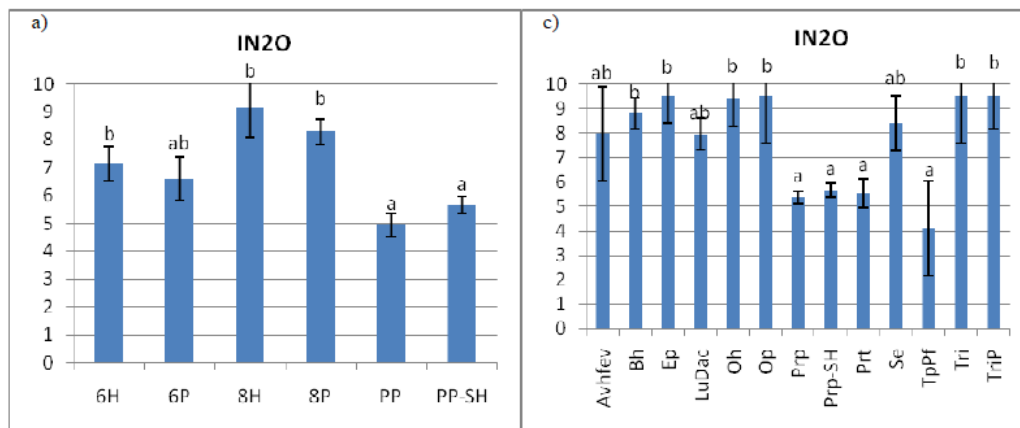 a)
IN2O
10
9
8
7
6
5
4
3
2
1
0
b
ab
b
b
a
a
6H
6P
8H
8P
PP
PP-SH
c)
IN2O
10
9
8
7
6
5
4
3
2
1
0
ab
b
b
ab
b
b
a
a
a
ab
a
b
b
Avhfev
Bh
Ep
LuDac
Oh
Op
Prp
Prp-SH
Prt
Se
TpPf
Tri
TriP